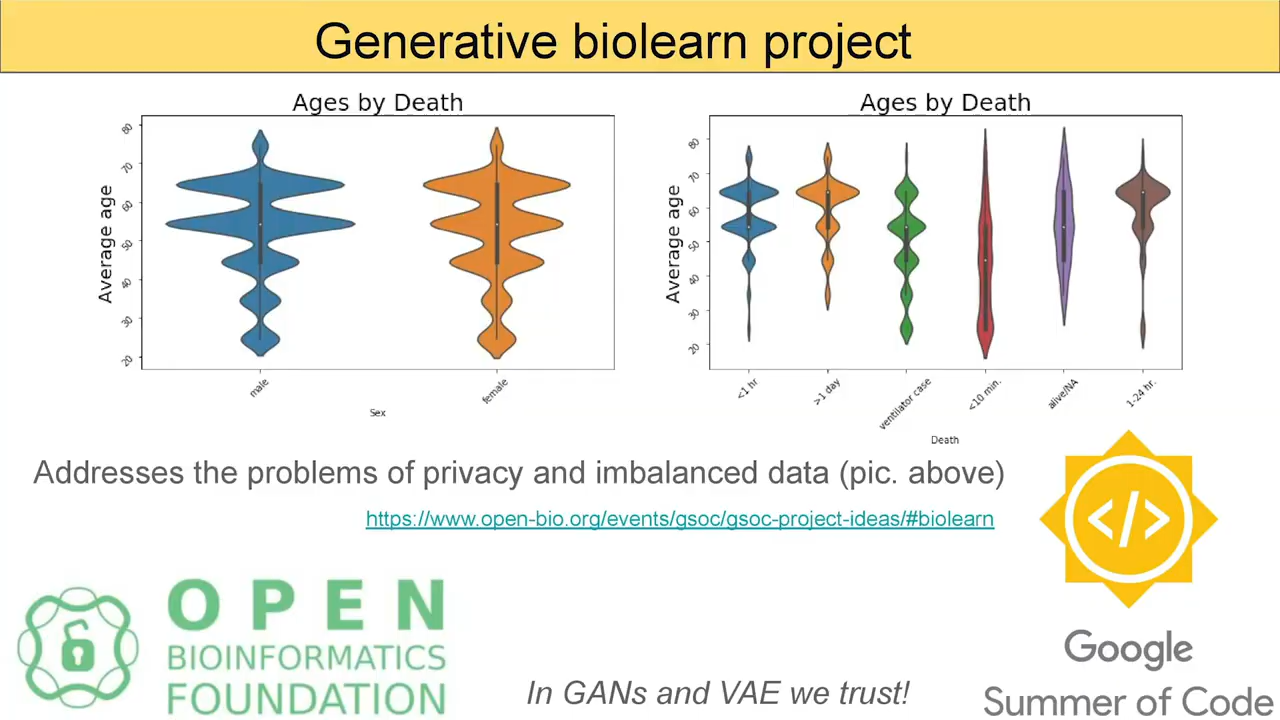 Generative biolearn project
Ages by Death
Average age
80
70
60
50
40
30
20
male
female
Sex
Ages by Death
Average age
80
70
60
50
40
30
20
<1 hr
>1 day
ventilator case
<10 min.
alive/NA
1-24 hr.
Death
Addresses the problems of privacy and imbalanced data (pic. above)
https://www.open-bio.org/events/gsoc/gsoc-project-ideas/#biolearn
</>
OPEN
BIOINFORMATICS
FOUNDATION
In GANs and VAE we trust!
Google
Summer of Code